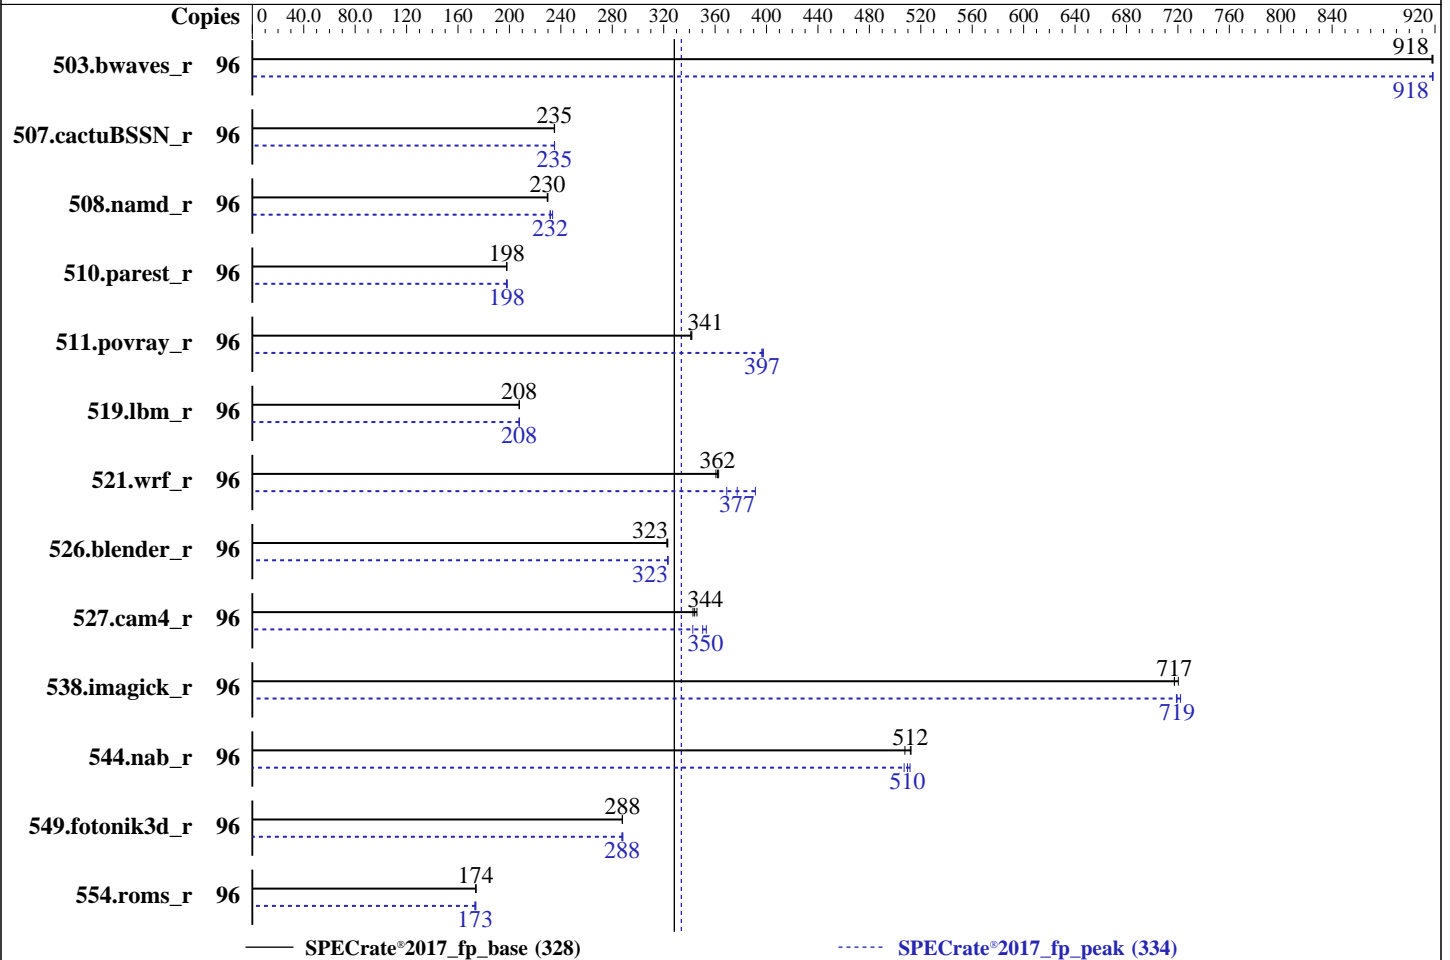 Copies 0 40.0 80.0 120 160 200 240 280 320 360 400 440 480 520 560 600 640 680 720 760 800 840 920
503.bwaves_r 96 918
918
507.cactuBSSN_r 96 235
235
508.namd_r 96 230
232
510.parest_r 96 198
198
511.povray_r 96 341
397
519.lbm_r 96 208
208
521.wrf_r 96 362
377
526.blender_r 96 323
323
527.cam4_r 96 344
350
538.imagick_r 96 717
719
544.nab_r 96 512
510
549.fotonik3d_r 96 288
288
554.roms_r 96 174
173
SPECrate®2017_fp_base (328) SPECrate®2017_fp_peak (334)